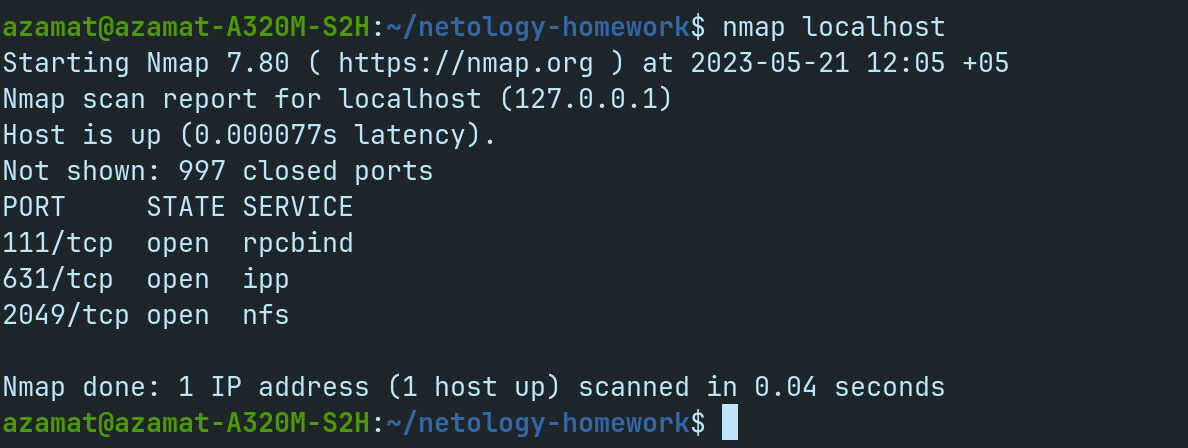 azamat@azamat-A320M-S2H:~/netology-homework$ nmap localhost
Starting Nmap 7.80 ( https://nmap.org ) at 2023-05-21 12:05 +05
Nmap scan report for localhost (127.0.0.1)
Host is up (0.000077s latency).
Not shown: 997 closed ports
PORT     STATE SERVICE
111/tcp  open  rpcbind
631/tcp  open  ipp
2049/tcp open  nfs

Nmap done: 1 IP address (1 host up) scanned in 0.04 seconds
azamat@azamat-A320M-S2H:~/netology-homework$